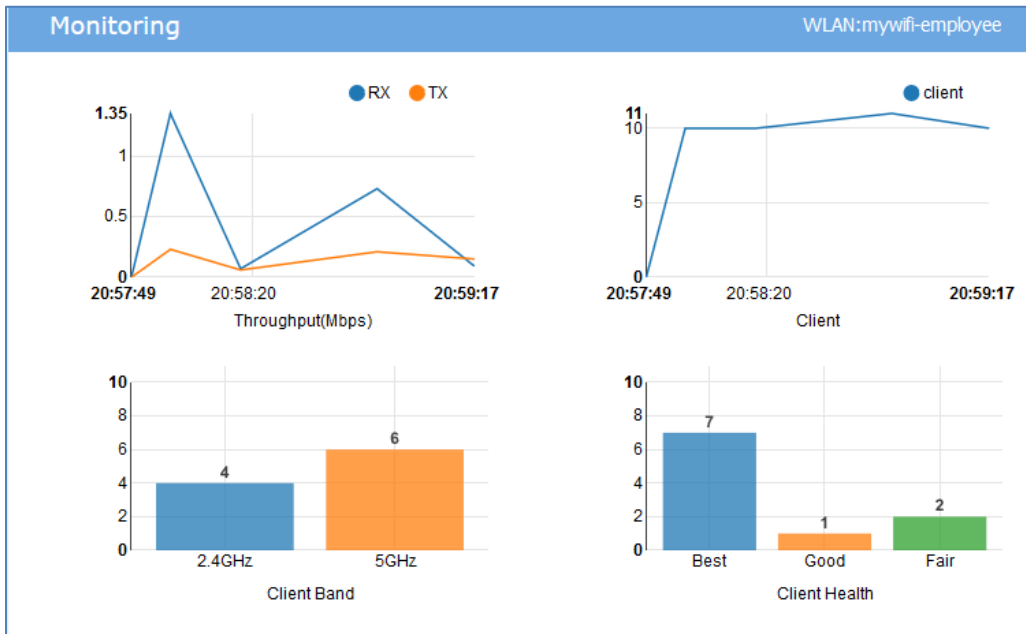 Monitoring
WLAN:mywifi-employee
RX TX
1.35
1
0.5
0
20:57:49 20:58:20 20:59:17
Throughput(Mbps)
client
11
10
5
0
20:57:49 20:58:20 20:59:17
Client
10
8
6
4
2
0
4
6
2.4GHz 5GHz
Client Band
10
8
6
4
2
0
7
1
2
Best Good Fair
Client Health